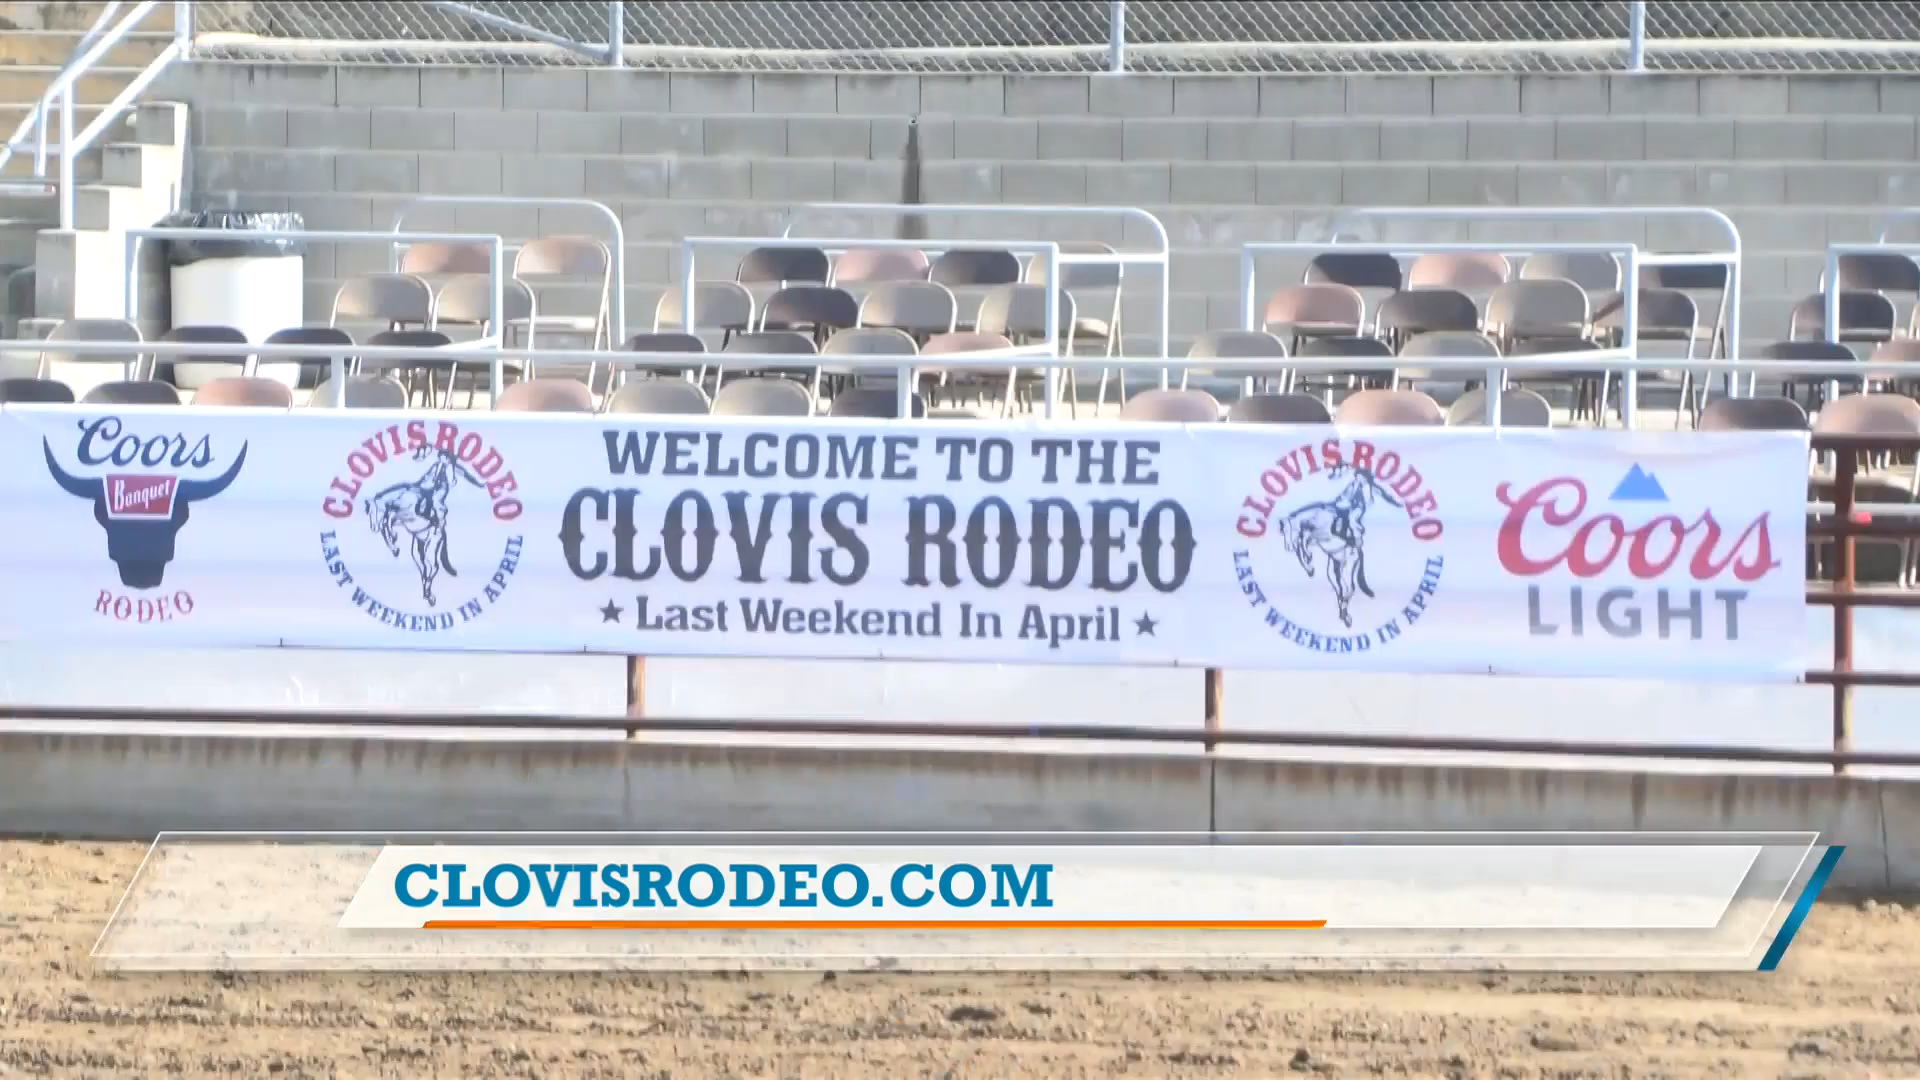 Coors
Banquet
RODEO
CLOVIS RODEO
LAST WEEKEND IN APRIL
WELCOME TO THE
CLOVIS RODEO
★ Last Weekend In April ★
CLOVIS RODEO
LAST WEEKEND IN APRIL
Coors
LIGHT
CLOVISRODEO.COM